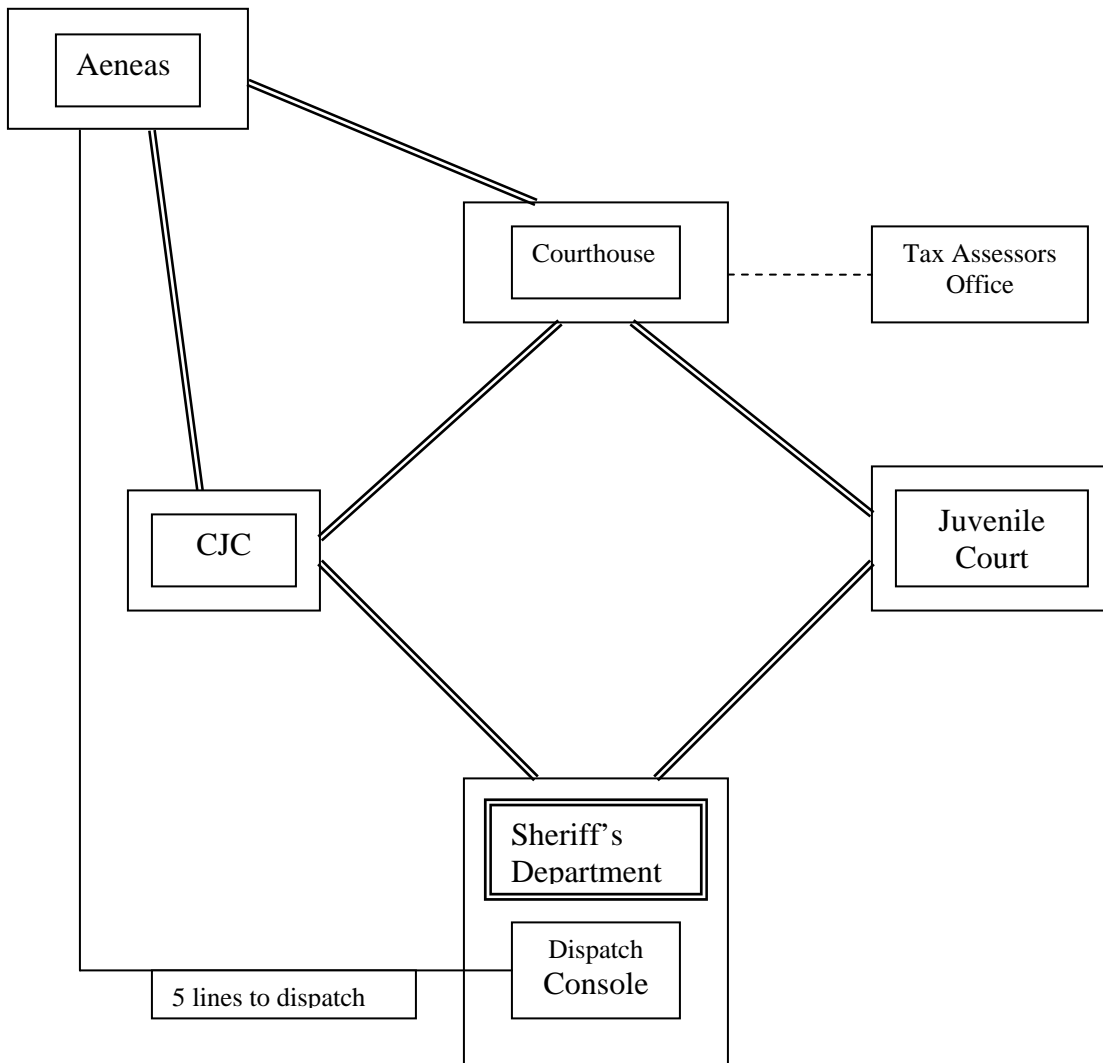 Aeneas
Courthouse
Tax Assessors
Office
CJC
Juvenile
Court
Sheriff’s
Department
Dispatch
Console
5 lines to dispatch